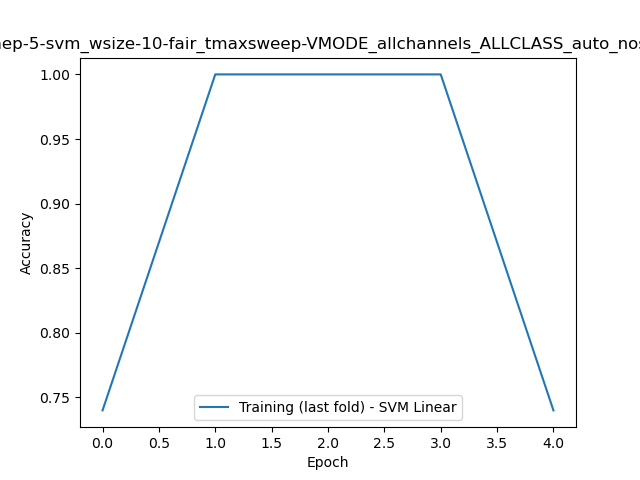 nep-5-svm_wsize-10-fair_tmaxsweep-VMODE_allchannels_ALLCLASS_auto_nos
1.00
0.95
0.90
0.85
0.80
0.75
Accuracy
Training (last fold) - SVM Linear
0.0 0.5 1.0 1.5 2.0 2.5 3.0 3.5 4.0
Epoch